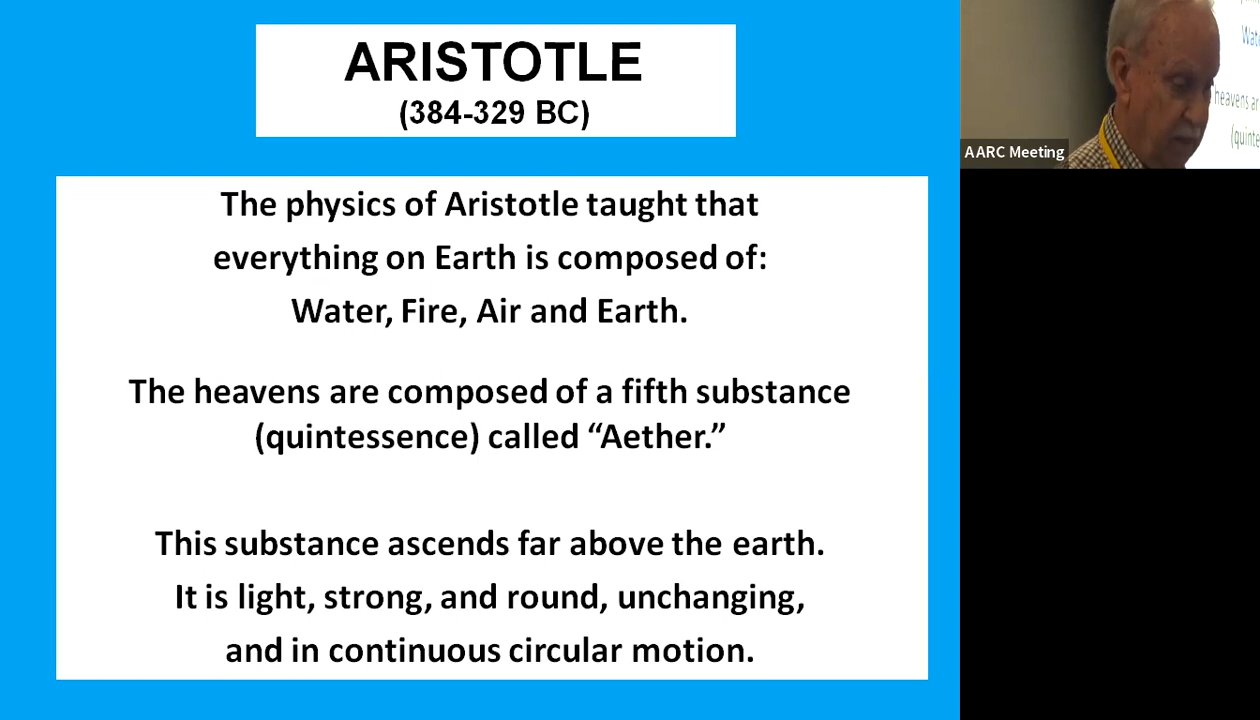 ARISTOTLE
(384-329 BC)
The physics of Aristotle taught that
everything on Earth is composed of:
Water, Fire, Air and Earth.
The heavens are composed of a fifth substance
(quintessence) called “Aether.”
This substance ascends far above the earth.
It is light, strong, and round, unchanging,
and in continuous circular motion.
AARC Meeting
heavens